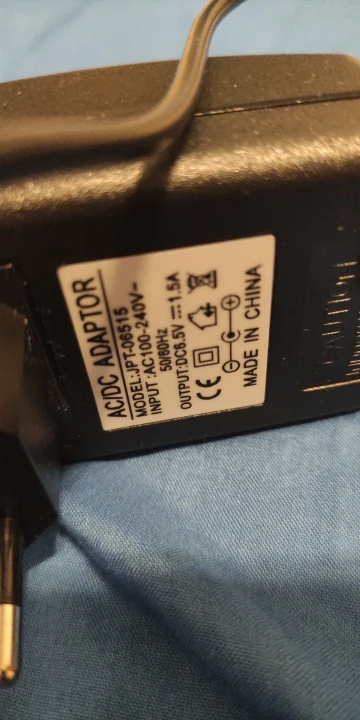 AC/DC ADAPTOR
MODEL:JPT-06515
INPUT:AC100-240V~
50/60Hz
OUTPUT:DC6.5V⎓1.5A
CE
MADE IN CHINA
CAUTION